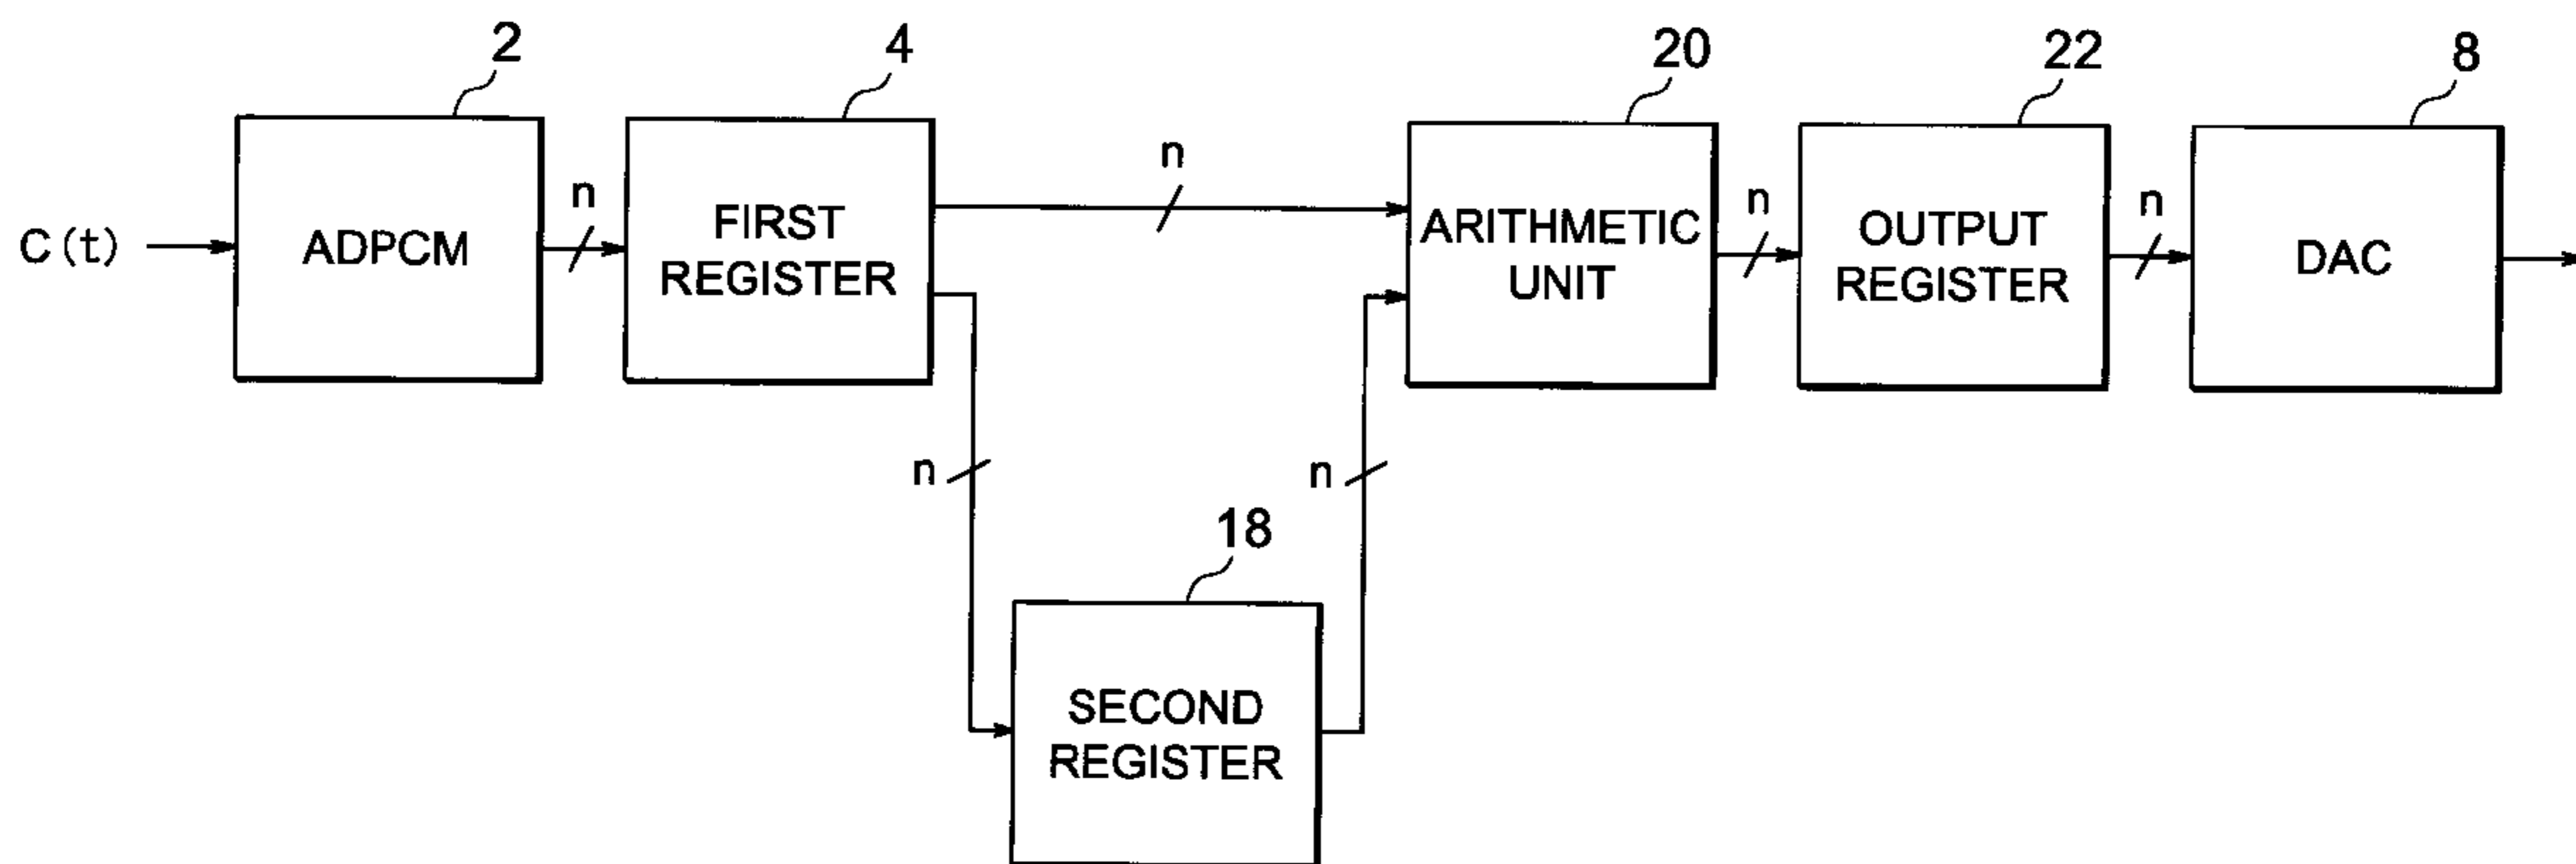 2
4
20
22
8
C(t)
ADPCM
n
FIRST
REGISTER
n
ARITHMETIC
UNIT
n
OUTPUT
REGISTER
n
DAC
n
n
18
SECOND
REGISTER